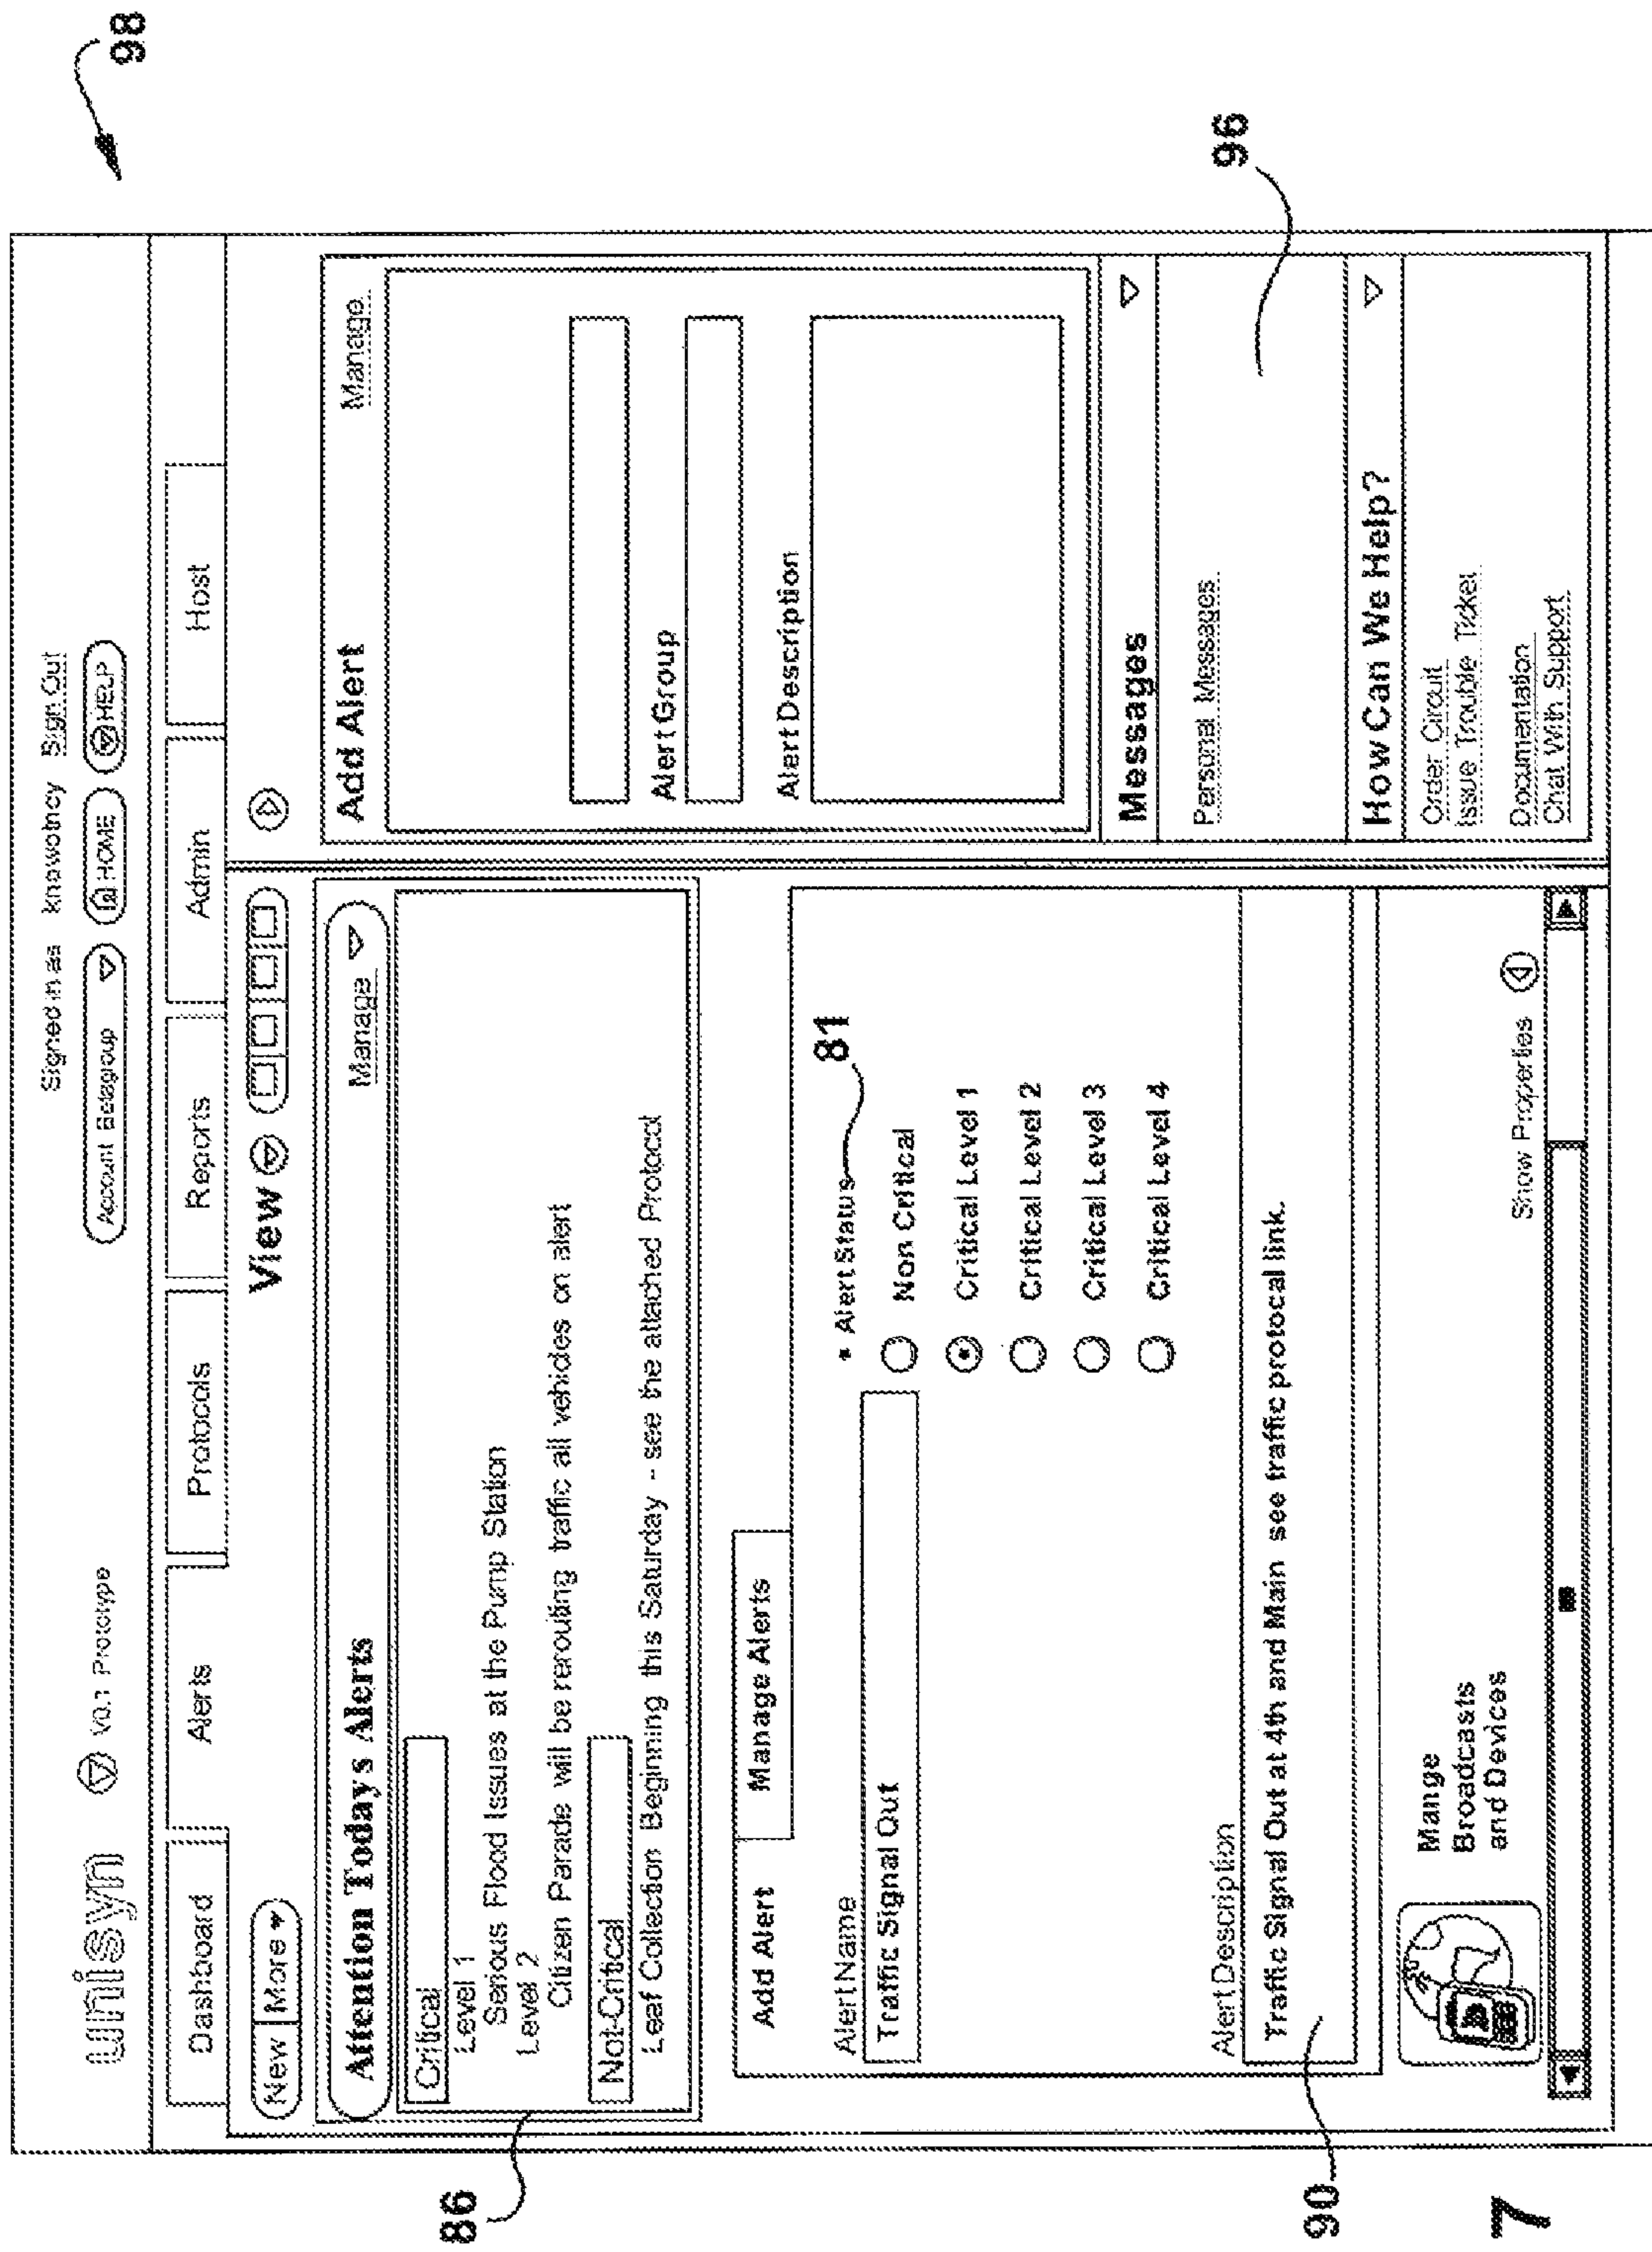 98
Signed in as knewotncy Sign Out
unisyn V0.1 Prototype
Account Betagroup HOME HELP
Dashboard Alerts Protocols Reports Admin Host
New More View
Attention Todays Alerts Manage
Critical
Level 1
Serious Flood Issues at the Pump Station
Level 2
Citizen Parade will be rerouting traffic all vehicles on alert
Not-Critical
Leaf Collection Beginning this Saturday - see the attached Protocol
86
Add Alert Manage Alerts
Alert Name
Traffic Signal Out
* Alert Status
81
Non Critical
Critical Level 1
Critical Level 2
Critical Level 3
Critical Level 4
Alert Description
Traffic Signal Out at 4th and Main see traffic protocal link.
90
Mange
Broadcasts
and Devices
Show Properties
Add Alert Manage
Alert Group
Alert Description
Messages
Personal Messages
96
How Can We Help?
Order Circuit
Issue Trouble Ticket
Documentation
Chat With Support
7